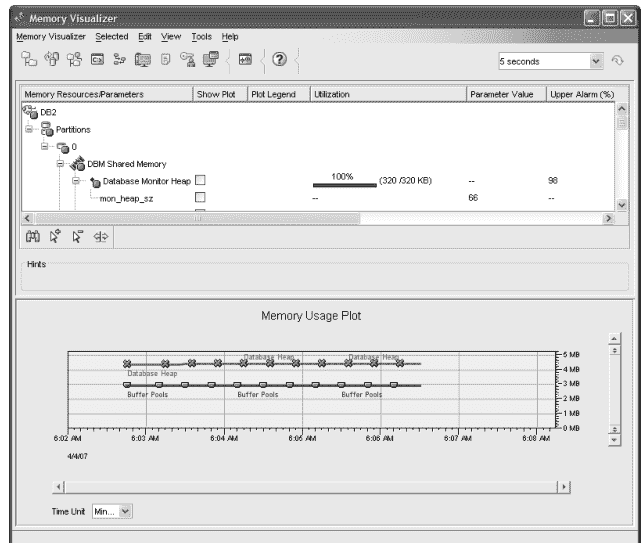 Memory Visualizer
Memory Visualizer Selected Edit View Tools Help
5 seconds
Memory Resources/Parameters Show Plot Plot Legend Utilization Parameter Value Upper Alarm (%)
DB2
Partitions
0
DBM Shared Memory
Database Monitor Heap 100% (320 /320 KB) -- 98
mon_heap_sz -- 66 --
Hints
Memory Usage Plot
Database Heap Database Heap
Database Heap
Buffer Pools Buffer Pools Buffer Pools
5 MB
4 MB
3 MB
2 MB
1 MB
0 MB
6:02 AM 6:03 AM 6:04 AM 6:05 AM 6:06 AM 6:07 AM 6:08 AM
4/4/07
Time Unit Min...